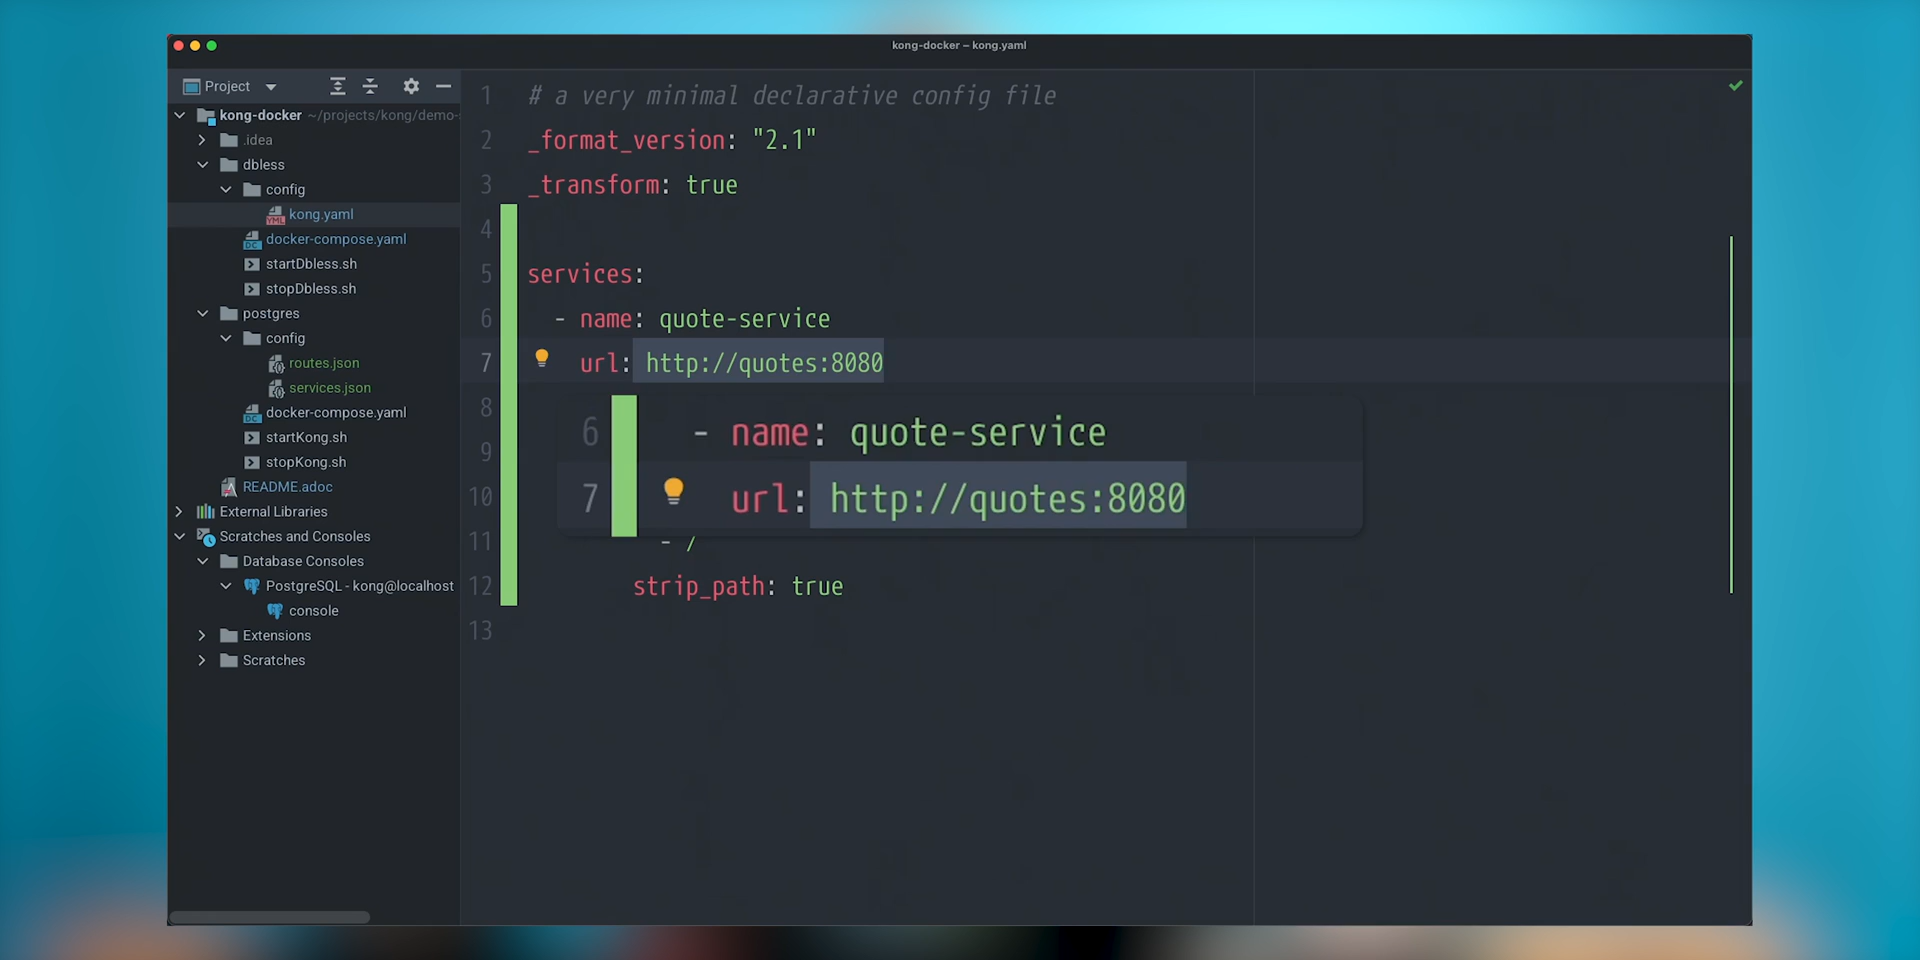 kong-docker – kong.yaml
Project
kong-docker ~/projects/kong/demo-
.idea
dbless
config
kong.yaml
docker-compose.yaml
startDbless.sh
stopDbless.sh
postgres
config
routes.json
services.json
docker-compose.yaml
startKong.sh
stopKong.sh
README.adoc
External Libraries
Scratches and Consoles
Database Consoles
PostgreSQL - kong@localhost
console
Extensions
Scratches
1 # a very minimal declarative config file
2 _format_version: "2.1"
3 _transform: true
4
5 services:
6 - name: quote-service
7 url: http://quotes:8080
8
9
10
11 - /
12 strip_path: true
13
6 - name: quote-service
7 url: http://quotes:8080